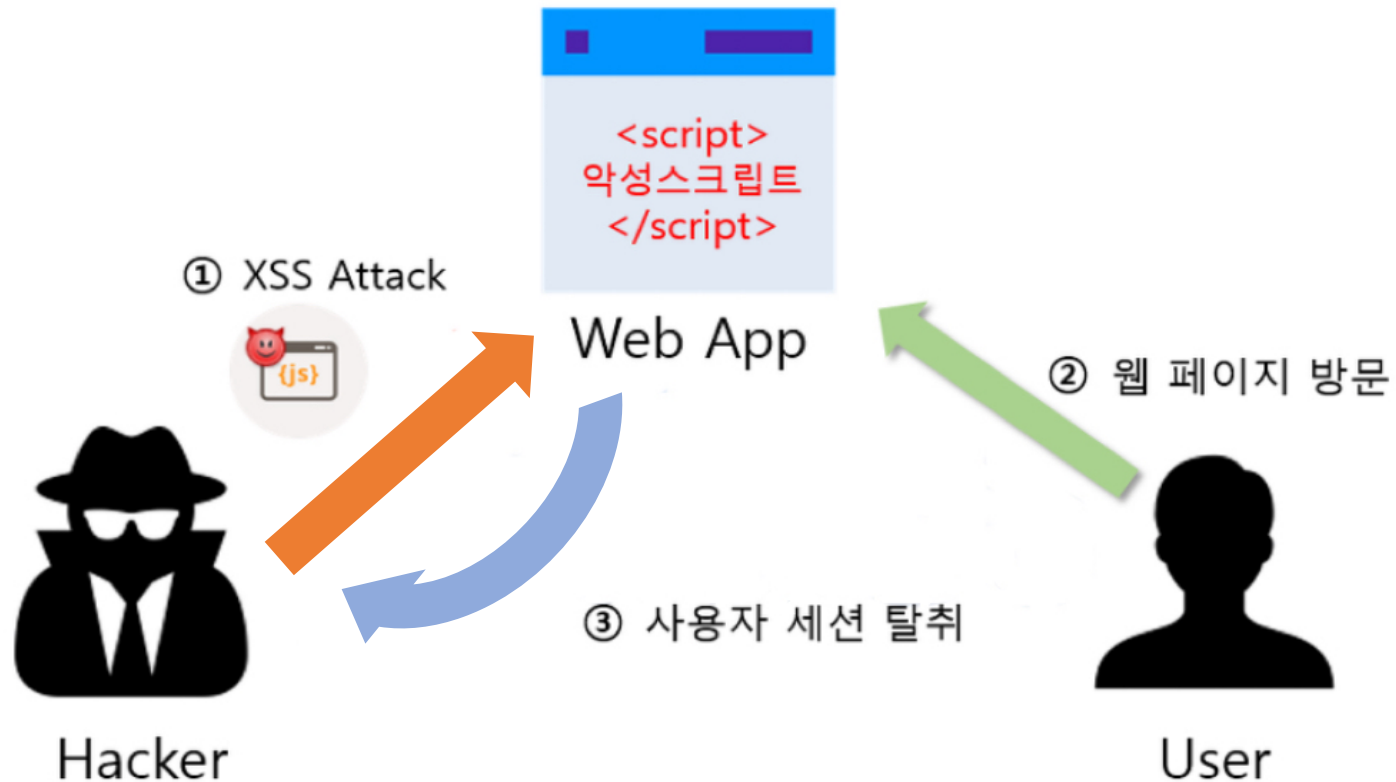 <script>
악성스크립트
</script>
① XSS Attack
{js}
Web App
② 웹 페이지 방문
③ 사용자 세션 탈취
Hacker
User